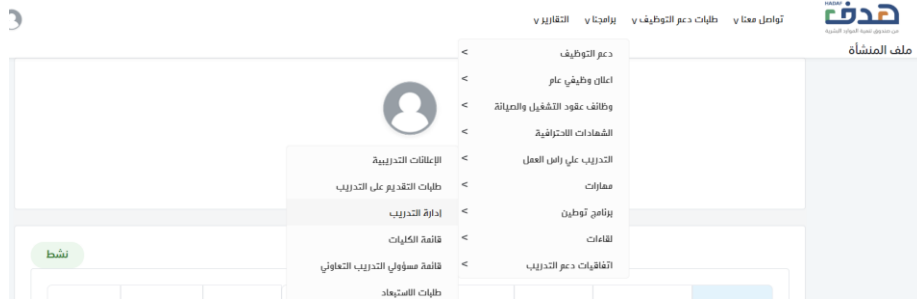 HADAF
هدف
من صندوق تنمية الموارد البشرية
تواصل معنا
طلبات دعم التوظيف
برامجنا
التقارير
ملف المنشأة
دعم التوظيف
اعلان وظيفي عام
وظائف عقود التشغيل والصيانة
الشهادات الاحترافية
التدريب علي راس العمل
مهارات
برنامج توطين
لقاءات
اتفاقيات دعم التدريب
الإعلانات التدريبية
طلبات التقديم على التدريب
إدارة التدريب
قائمة الكليات
قائمة مسؤولي التدريب التعاوني
طلبات الاستبعاد
نشط